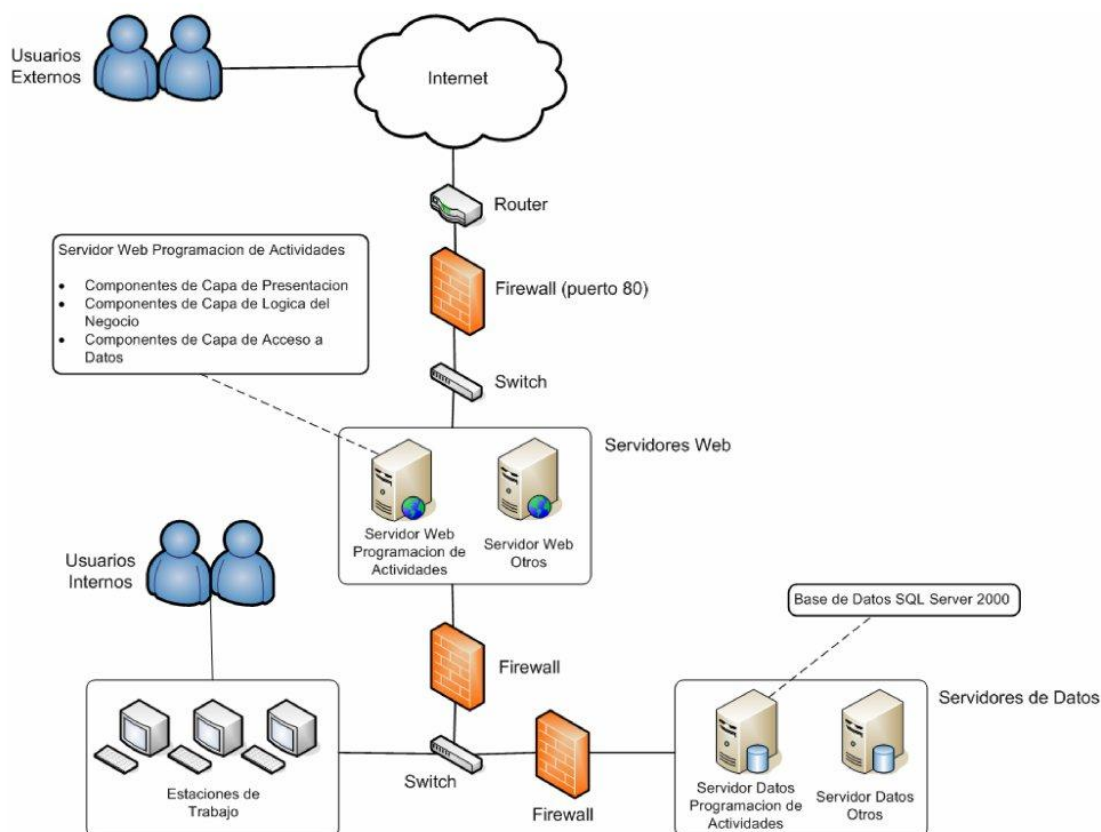 Usuarios
Externos
Internet
Router
Servidor Web Programacion de Actividades
• Componentes de Capa de Presentacion
• Componentes de Capa de Logica del
Negocio
• Componentes de Capa de Acceso a
Datos
Firewall (puerto 80)
Switch
Servidores Web
Servidor Web
Programacion de
Actividades
Servidor Web
Otros
Usuarios
Internos
Base de Datos SQL Server 2000
Firewall
Servidores de Datos
Estaciones de
Trabajo
Switch
Firewall
Servidor Datos
Programacion de
Actividades
Servidor Datos
Otros